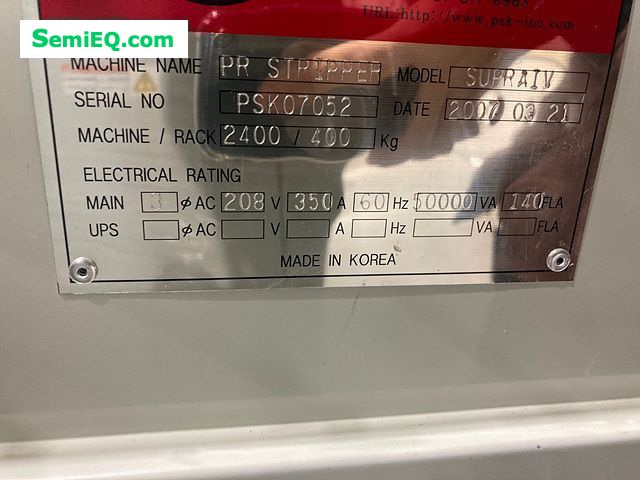 URL:http://www.psk-inc.com
SemiEQ.com
MACHINE NAME PR STRIPPER MODEL SUPRAIV
SERIAL NO PSK07052 DATE 2007 03 21
MACHINE / RACK 2400 / 400 Kg
ELECTRICAL RATING
MAIN 3 φ AC 208 V 350 A 60 Hz 50000 VA 140 FLA
UPS φ AC V A Hz VA FLA
MADE IN KOREA